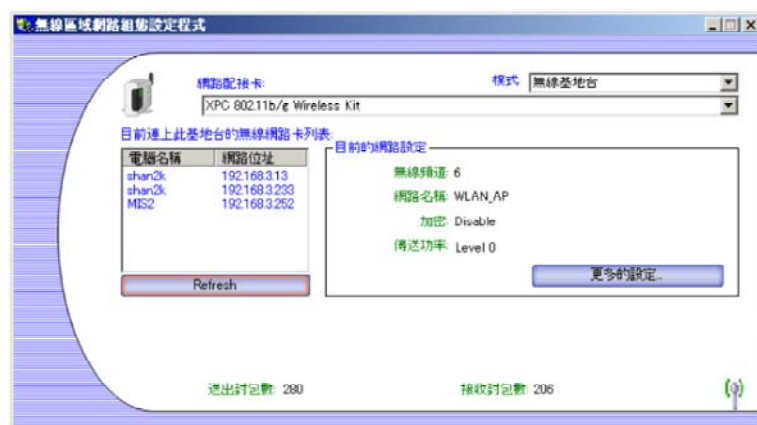 無線區域網路組態設定程式
網路配接卡:
模式: 無線基地台
XPC 802.11b/g Wireless Kit
目前連上此基地台的無線網路卡列表:
電腦名稱 網路位址
shan2k 192.168.3.13
shan2k 192.168.3.233
MIS2 192.168.3.252
Refresh
目前的網路設定
無線頻道: 6
網路名稱: WLAN_AP
加密: Disable
傳送功率: Level 0
更多的設定...
送出封包數: 280
接收封包數: 206